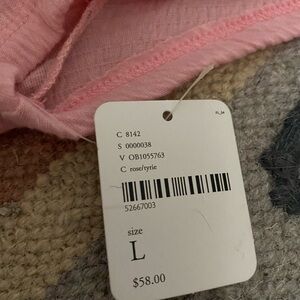 C 8142
S 0000038
V OB1055763
C rose/tyrie
52667003
size
L
$58.00